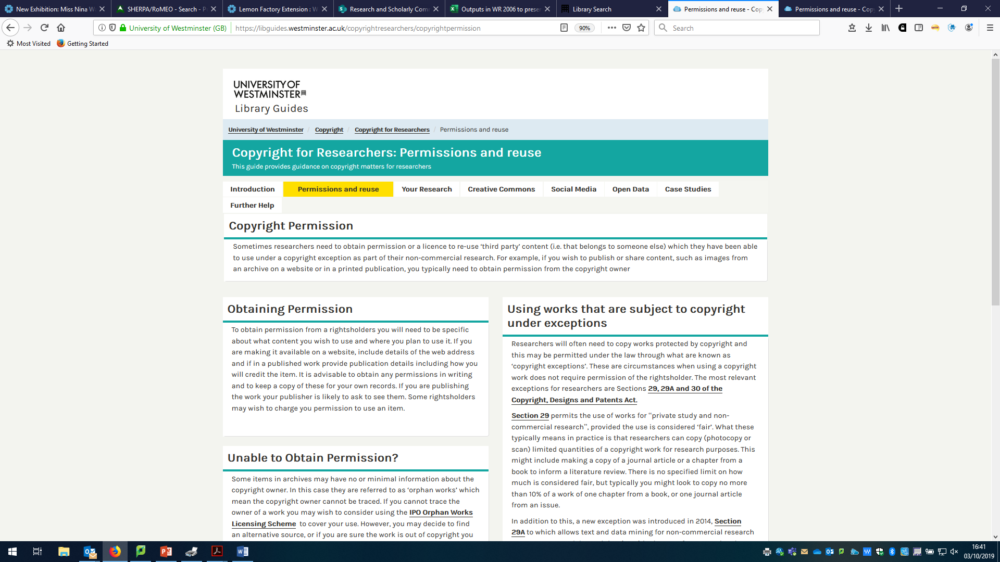 New Exhibition: Miss Nina W
SHERPA/RoMEO - Search - P
Lemon Factory Extension : W
Research and Scholarly Com
Outputs in WR 2006 to prese
Library Search
Permissions and reuse - Cop
Permissions and reuse - Cop
University of Westminster (GB)
https://libguides.westminster.ac.uk/copyrightresearchers/copyrightpermission
90%
Search
Most Visited
Getting Started
UNIVERSITY OF
WESTMINSTER
Library Guides
University of Westminster / Copyright / Copyright for Researchers / Permissions and reuse
Copyright for Researchers: Permissions and reuse
This guide provides guidance on copyright matters for researchers
Introduction
Permissions and reuse
Your Research
Creative Commons
Social Media
Open Data
Case Studies
Further Help
Copyright Permission
Sometimes researchers need to obtain permission or a licence to re-use ‘third party’ content (i.e. that belongs to someone else) which they have been able
to use under a copyright exception as part of their non-commercial research. For example, if you wish to publish or share content, such as images from
an archive on a website or in a printed publication, you typically need to obtain permission from the copyright owner
Obtaining Permission
To obtain permission from a rightsholders you will need to be specific
about what content you wish to use and where you plan to use it. If you
are making it available on a website, include details of the web address
and if in a published work provide publication details including how you
will credit the item. It is advisable to obtain any permissions in writing
and to keep a copy of these for your own records. If you are publishing
the work your publisher is likely to ask to see them. Some rightsholders
may wish to charge you permission to use an item.
Unable to Obtain Permission?
Some items in archives may have no or minimal information about the
copyright owner. In this case they are referred to as ‘orphan works’ which
mean the copyright owner cannot be traced. If you cannot trace the
owner of a work you may wish to consider using the IPO Orphan Works
Licensing Scheme to cover your use. However, you may decide to find
an alternative source, or if you are sure the work is out of copyright you
Using works that are subject to copyright
under exceptions
Researchers will often need to copy works protected by copyright and
this may be permitted under the law through what are known as
‘copyright exceptions’. These are circumstances when using a copyright
work does not require permission of the rightsholder. The most relevant
exceptions for researchers are Sections 29, 29A and 30 of the
Copyright, Designs and Patents Act.
Section 29 permits the use of works for “private study and non-
commercial research”, provided the use is considered ‘fair’. What these
typically means in practice is that researchers can copy (photocopy or
scan) limited quantities of a copyright work for research purposes. This
might include making a copy of a journal article or a chapter from a
book to inform a literature review. There is no specified limit on how
much is considered fair, but typically you might look to copy no more
than 10% of a work of one chapter from a book, or one journal article
from an issue.
In addition to this, a new exception was introduced in 2014, Section
29A to which allows text and data mining for non-commercial research
16:41
03/10/2019